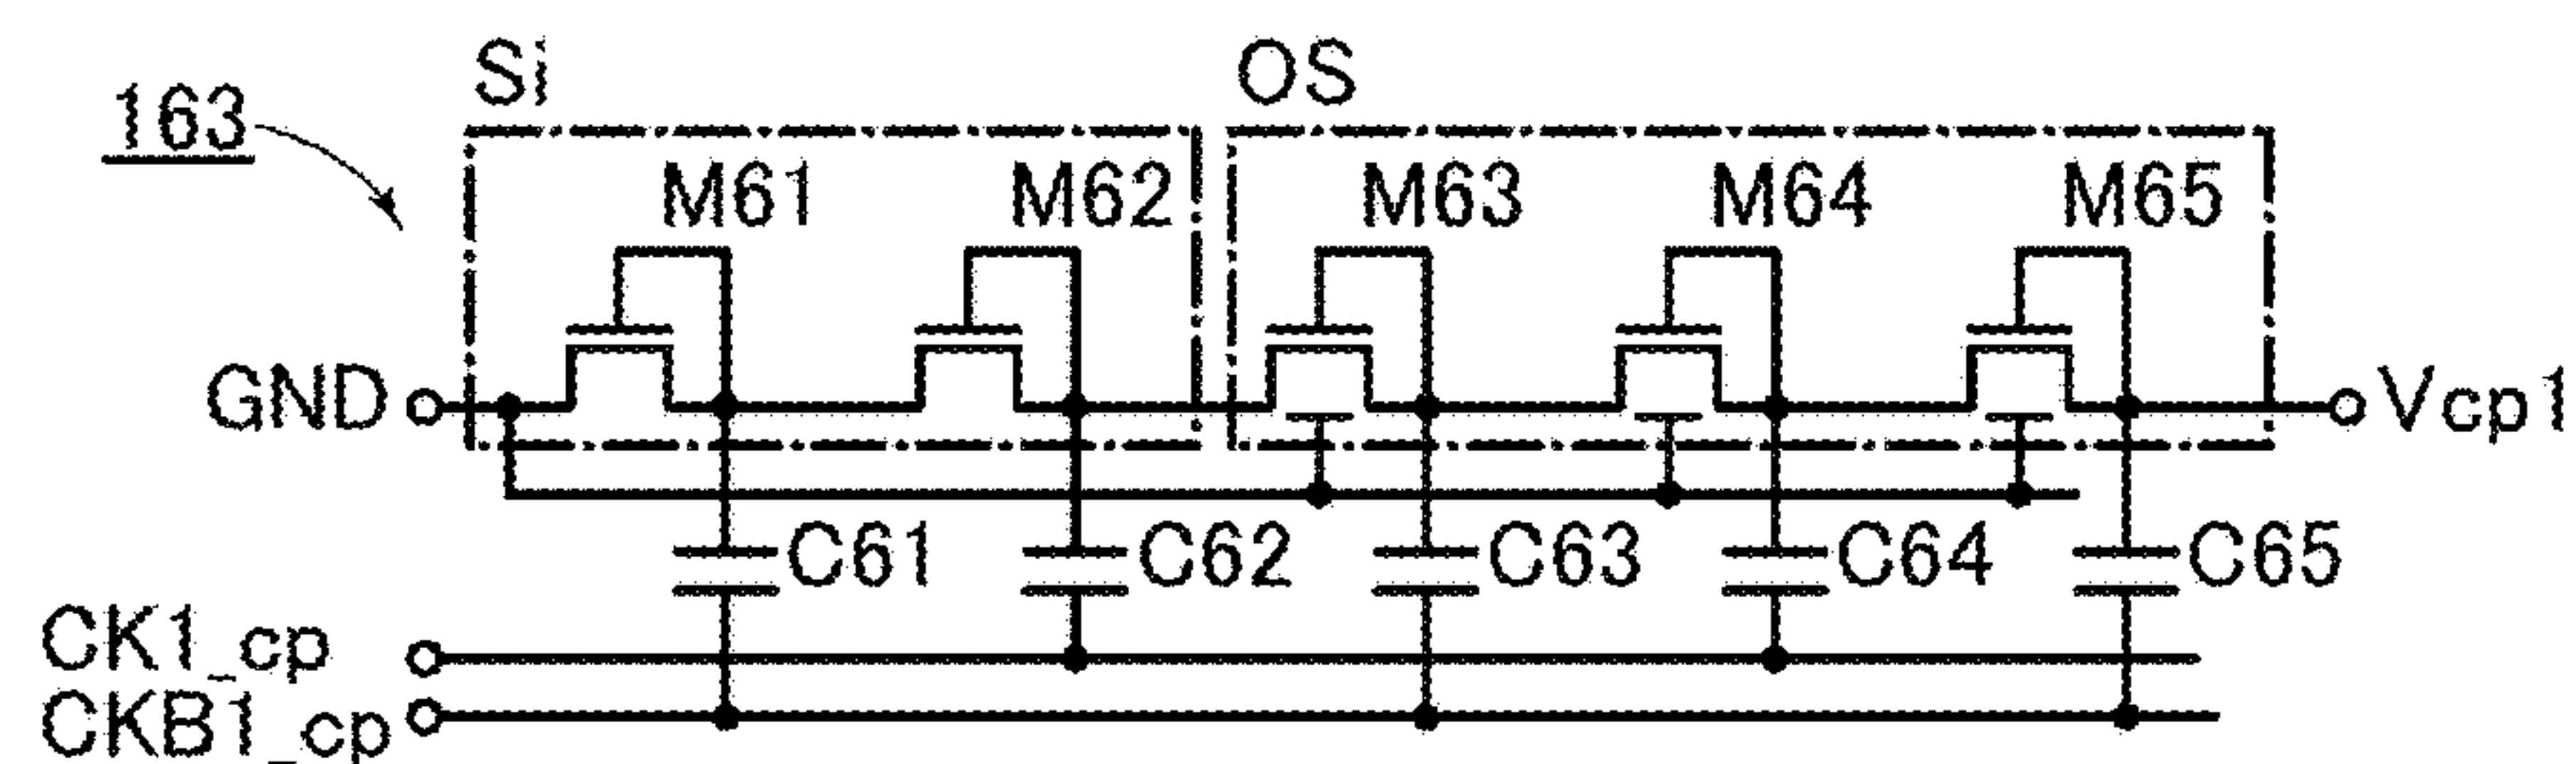 163
Si
OS
M61
M62
M63
M64
M65
GND
Vcp1
C61
C62
C63
C64
C65
CK1_cp
CKB1_cp